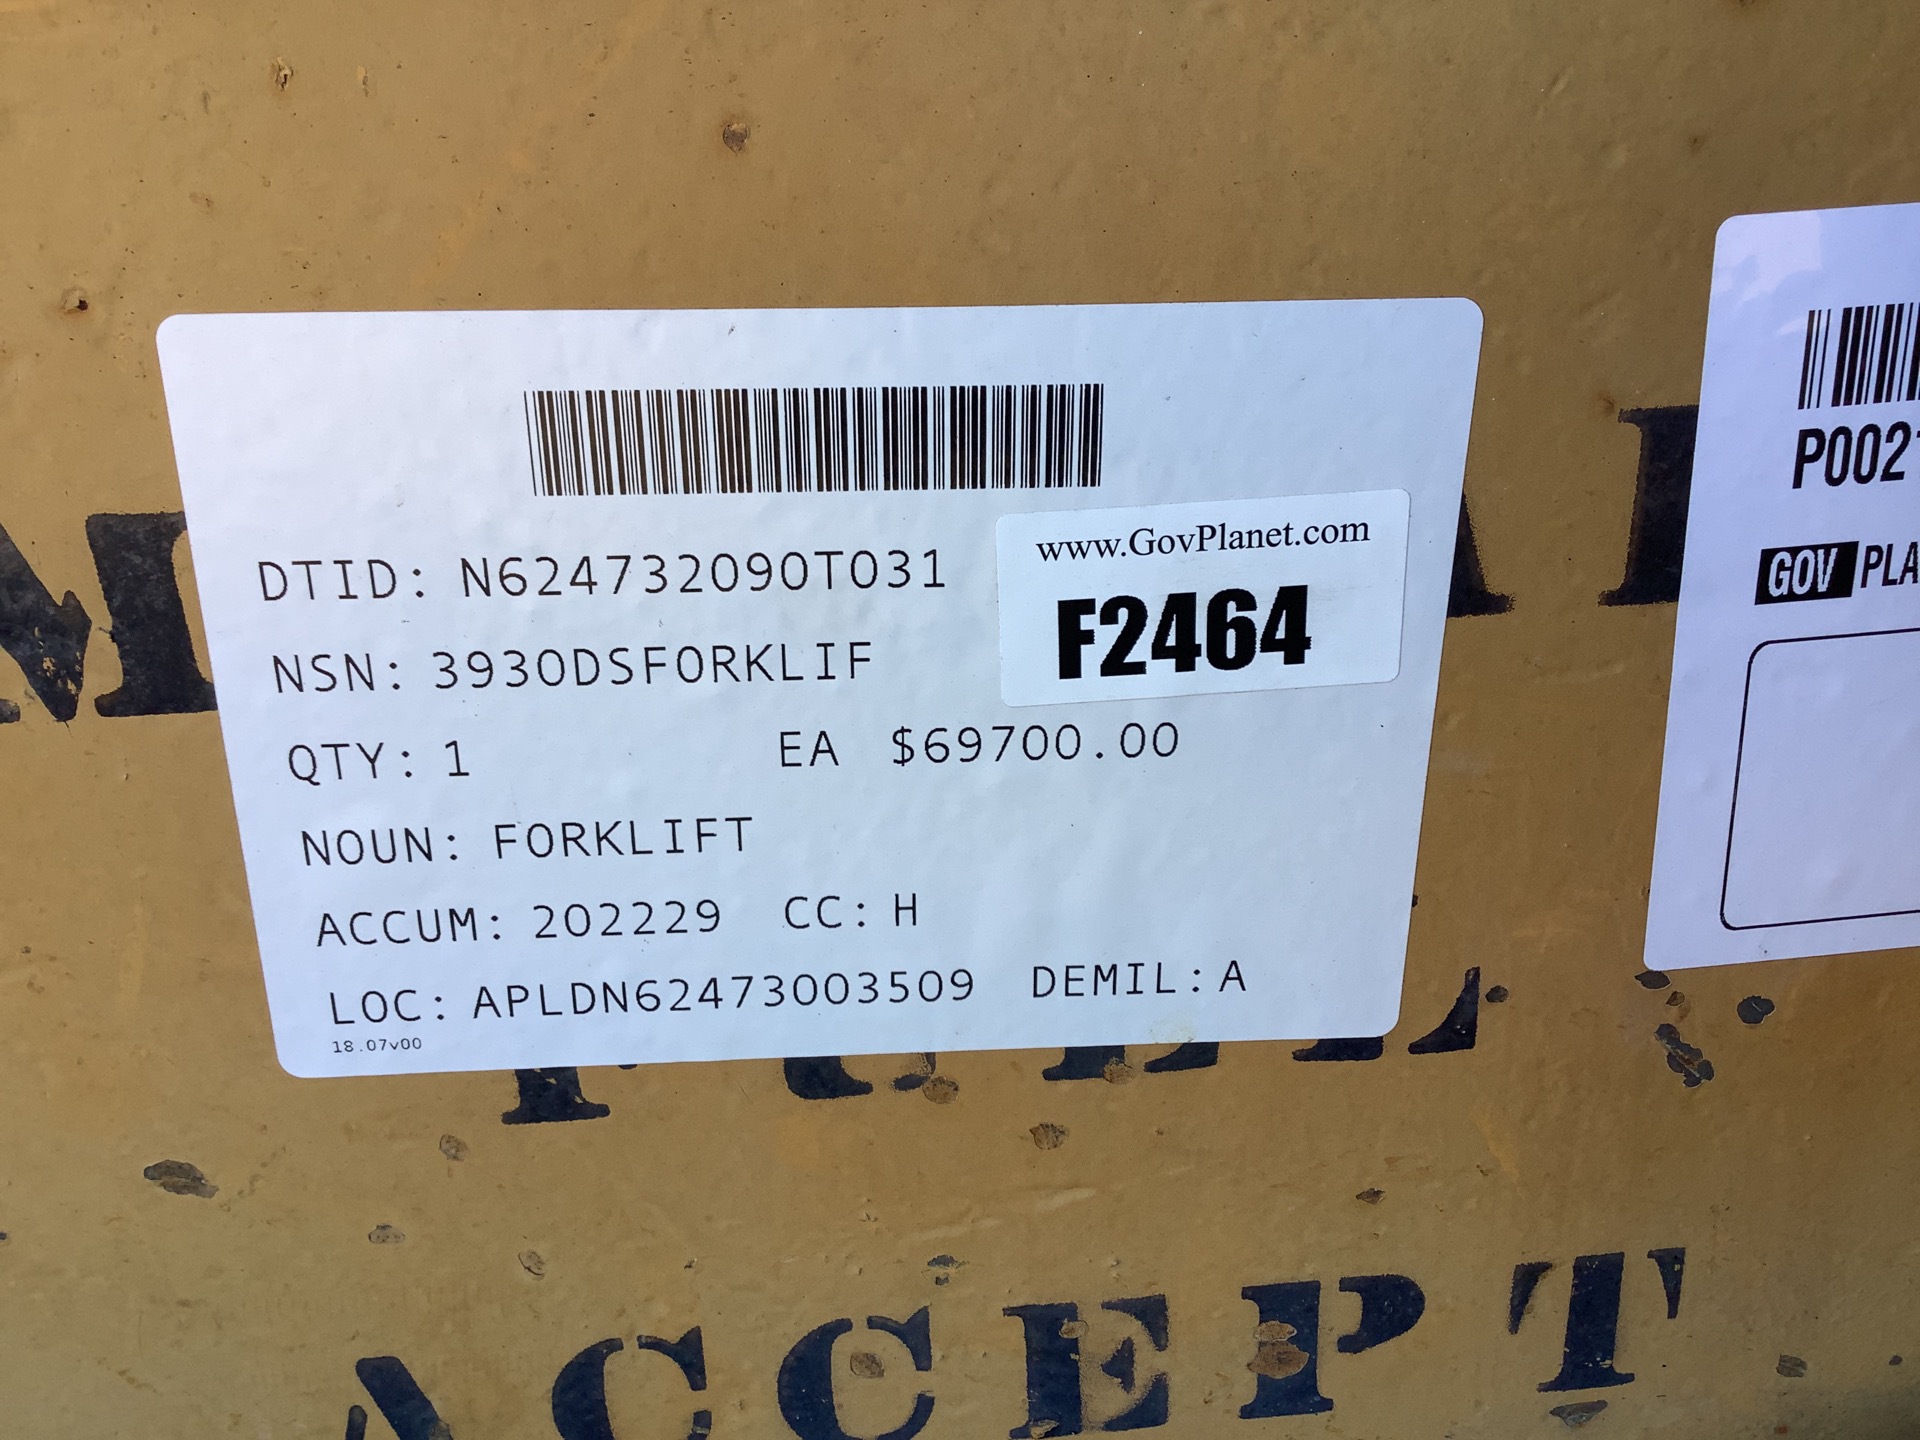 DTID: N624732090T031
www.GovPlanet.com
F2464
NSN: 3930DSFORKLIF
QTY: 1 EA $69700.00
NOUN: FORKLIFT
ACCUM: 202229 CC: H
LOC: APLDN62473003509 DEMIL: A
18.07v00
P002
GOV PLA
ACCEPT